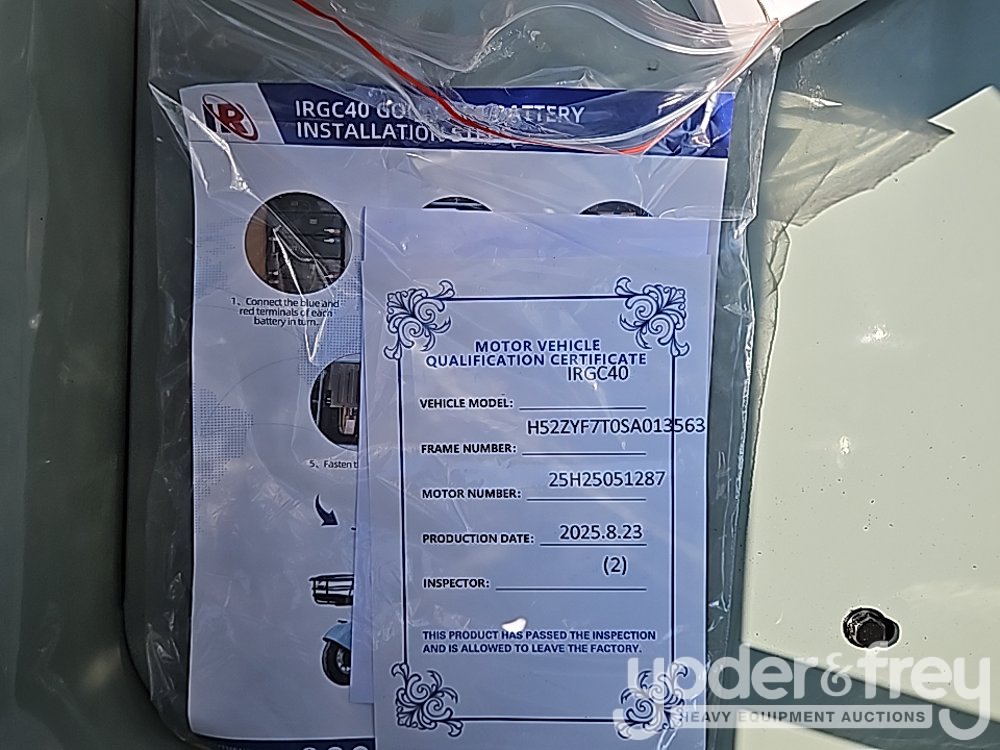 IR
IRGC40 BATTERY
INSTALLATION
1、Connect the blue and
red terminals of each
battery in turn.
5、Fasten
MOTOR VEHICLE
QUALIFICATION CERTIFICATE
IRGC40
VEHICLE MODEL:
H52ZYF7T0SA013563
FRAME NUMBER:
25H25051287
MOTOR NUMBER:
2025.8.23
PRODUCTION DATE:
(2)
INSPECTOR:
THIS PRODUCT HAS PASSED THE INSPECTION
AND IS ALLOWED TO LEAVE THE FACTORY.
yoder&frey
HEAVY EQUIPMENT AUCTIONS